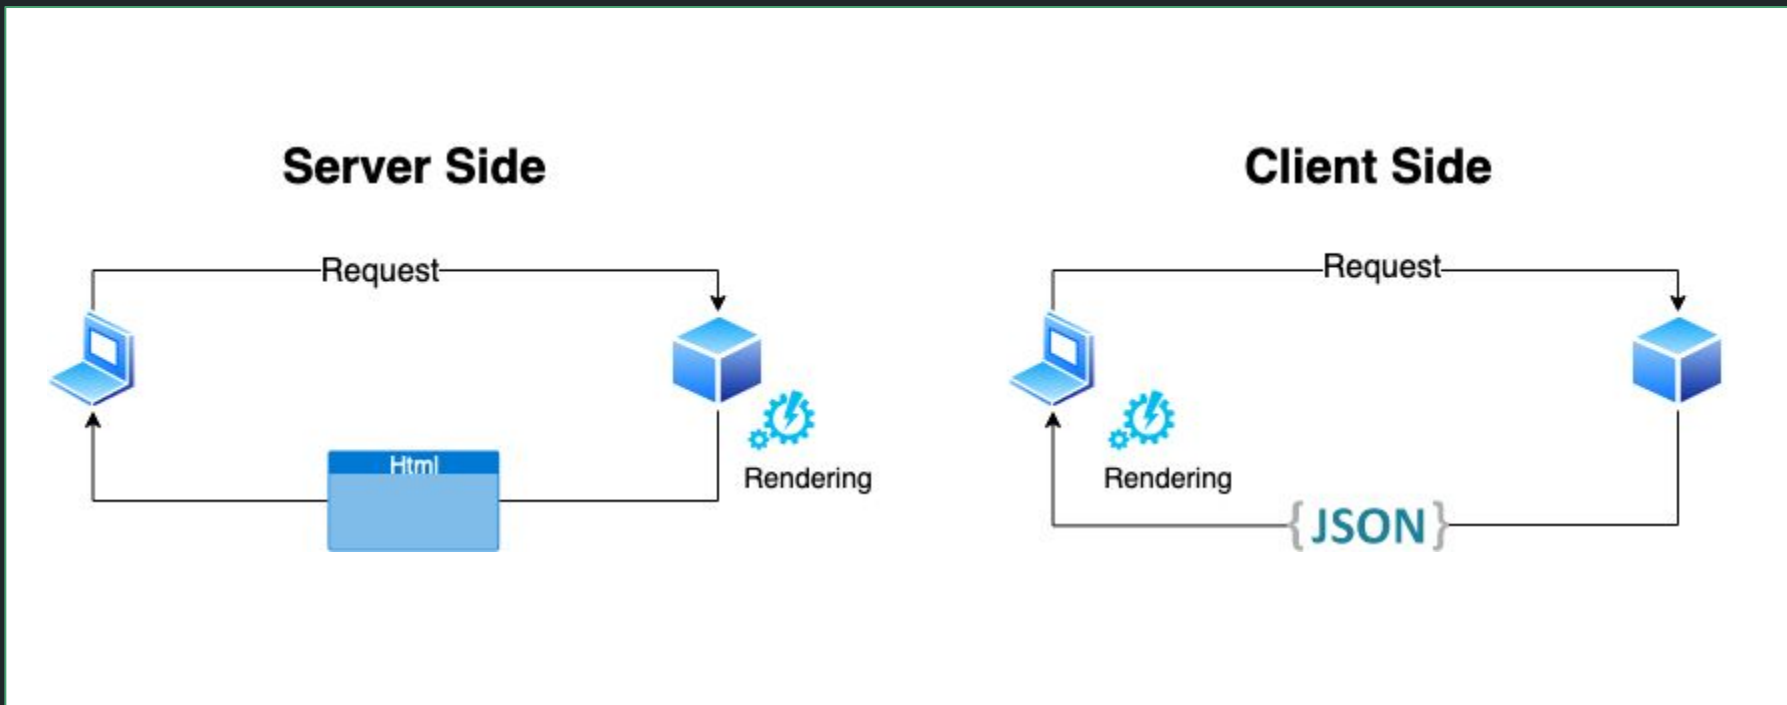 Server Side
Request
Html
Rendering
Client Side
Request
Rendering
{JSON}